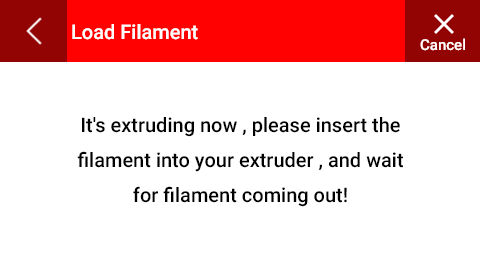 Load Filament
Cancel
It's extruding now , please insert the
filament into your extruder , and wait
for filament coming out!